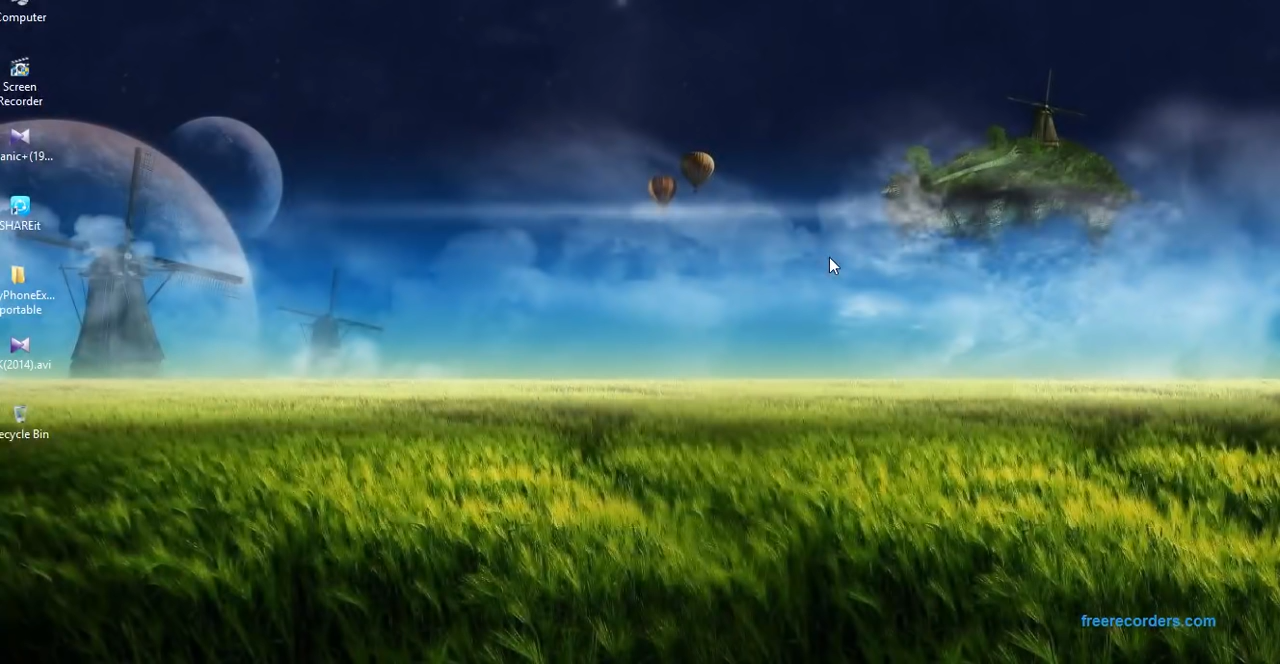 Computer
Screen
Recorder
anic+(19...
SHAREit
yPhoneEx...
portable
K(2014).avi
ecycle Bin
freerecorders.com